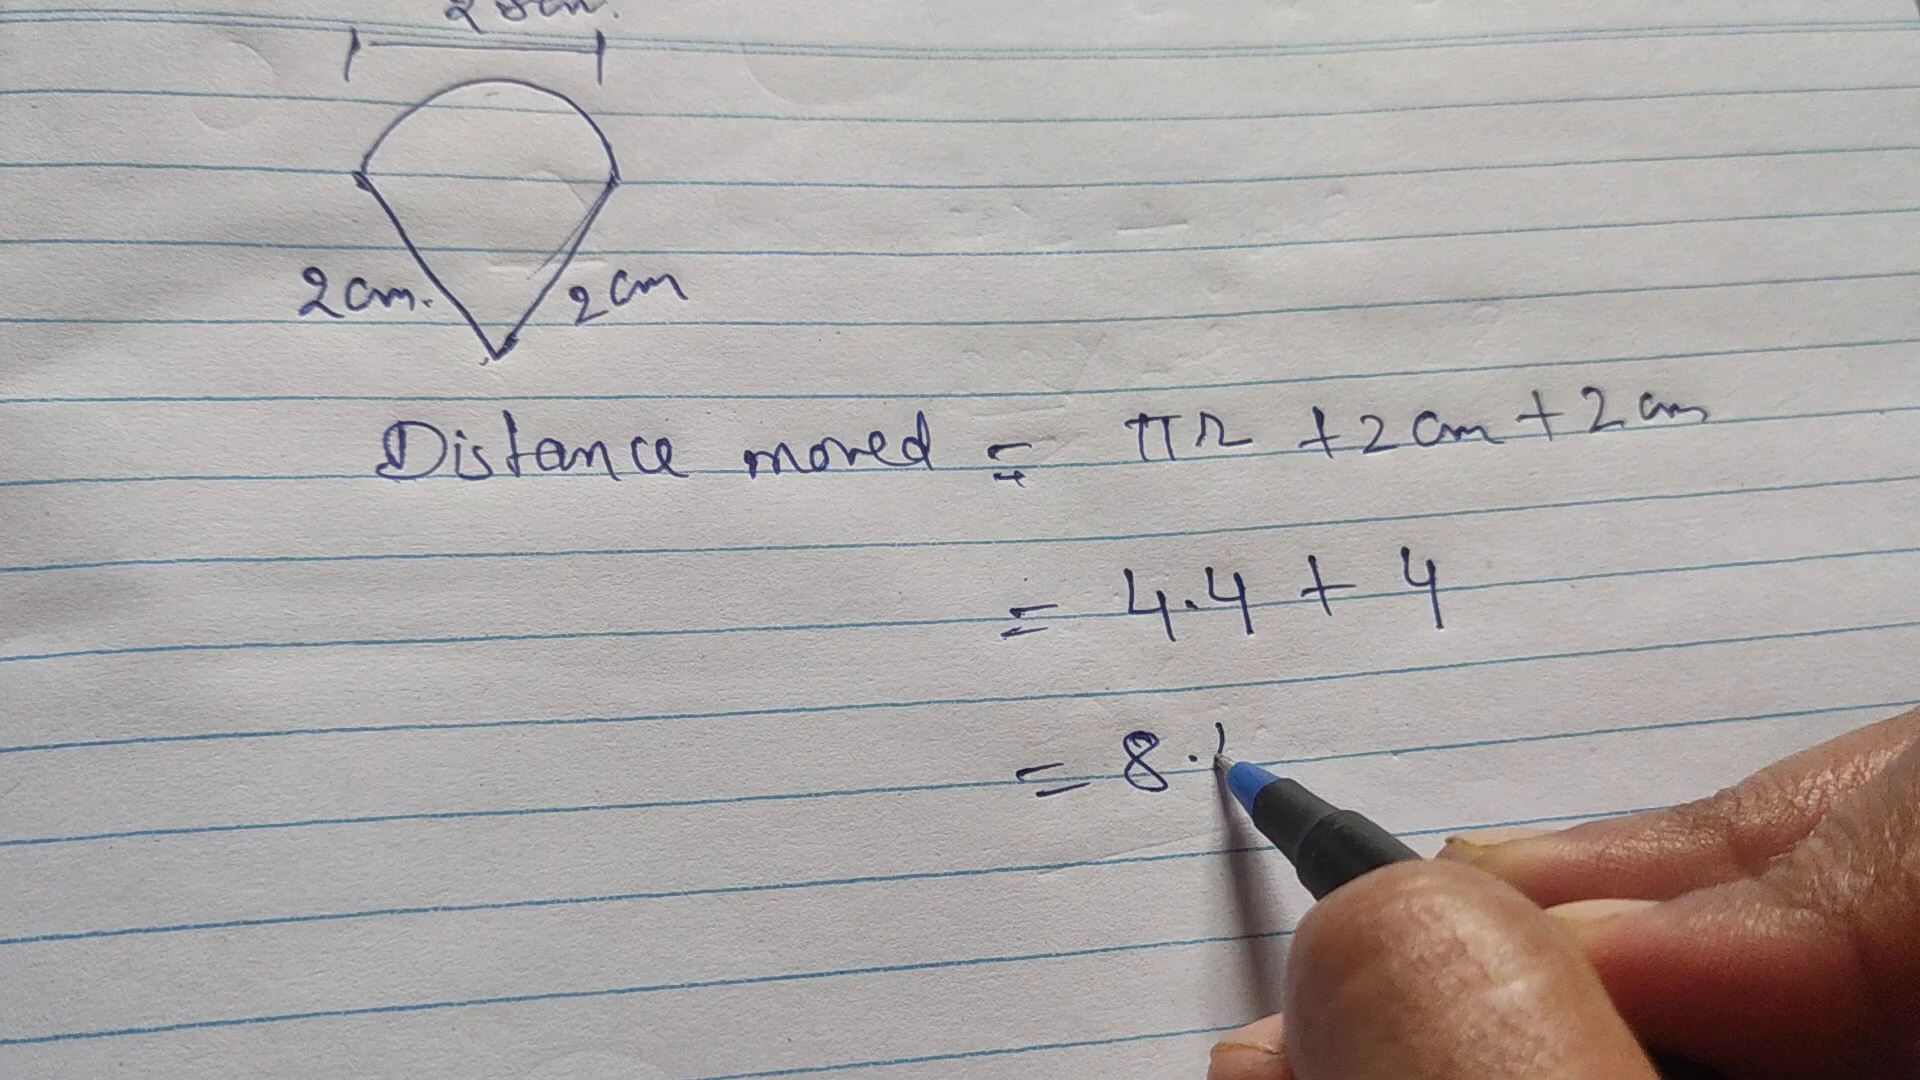 2cm. 2cm
Distance moved = πr + 2cm + 2cm
= 4.4 + 4
= 8.